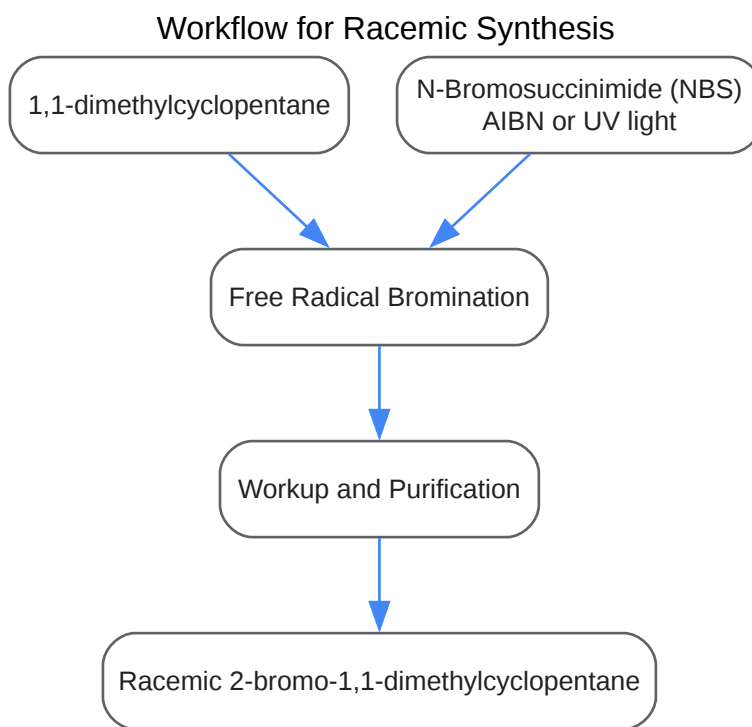 Workflow for Racemic Synthesis
1,1-dimethylcyclopentane
N-Bromosuccinimide (NBS)
AIBN or UV light
Free Radical Bromination
Workup and Purification
Racemic 2-bromo-1,1-dimethylcyclopentane